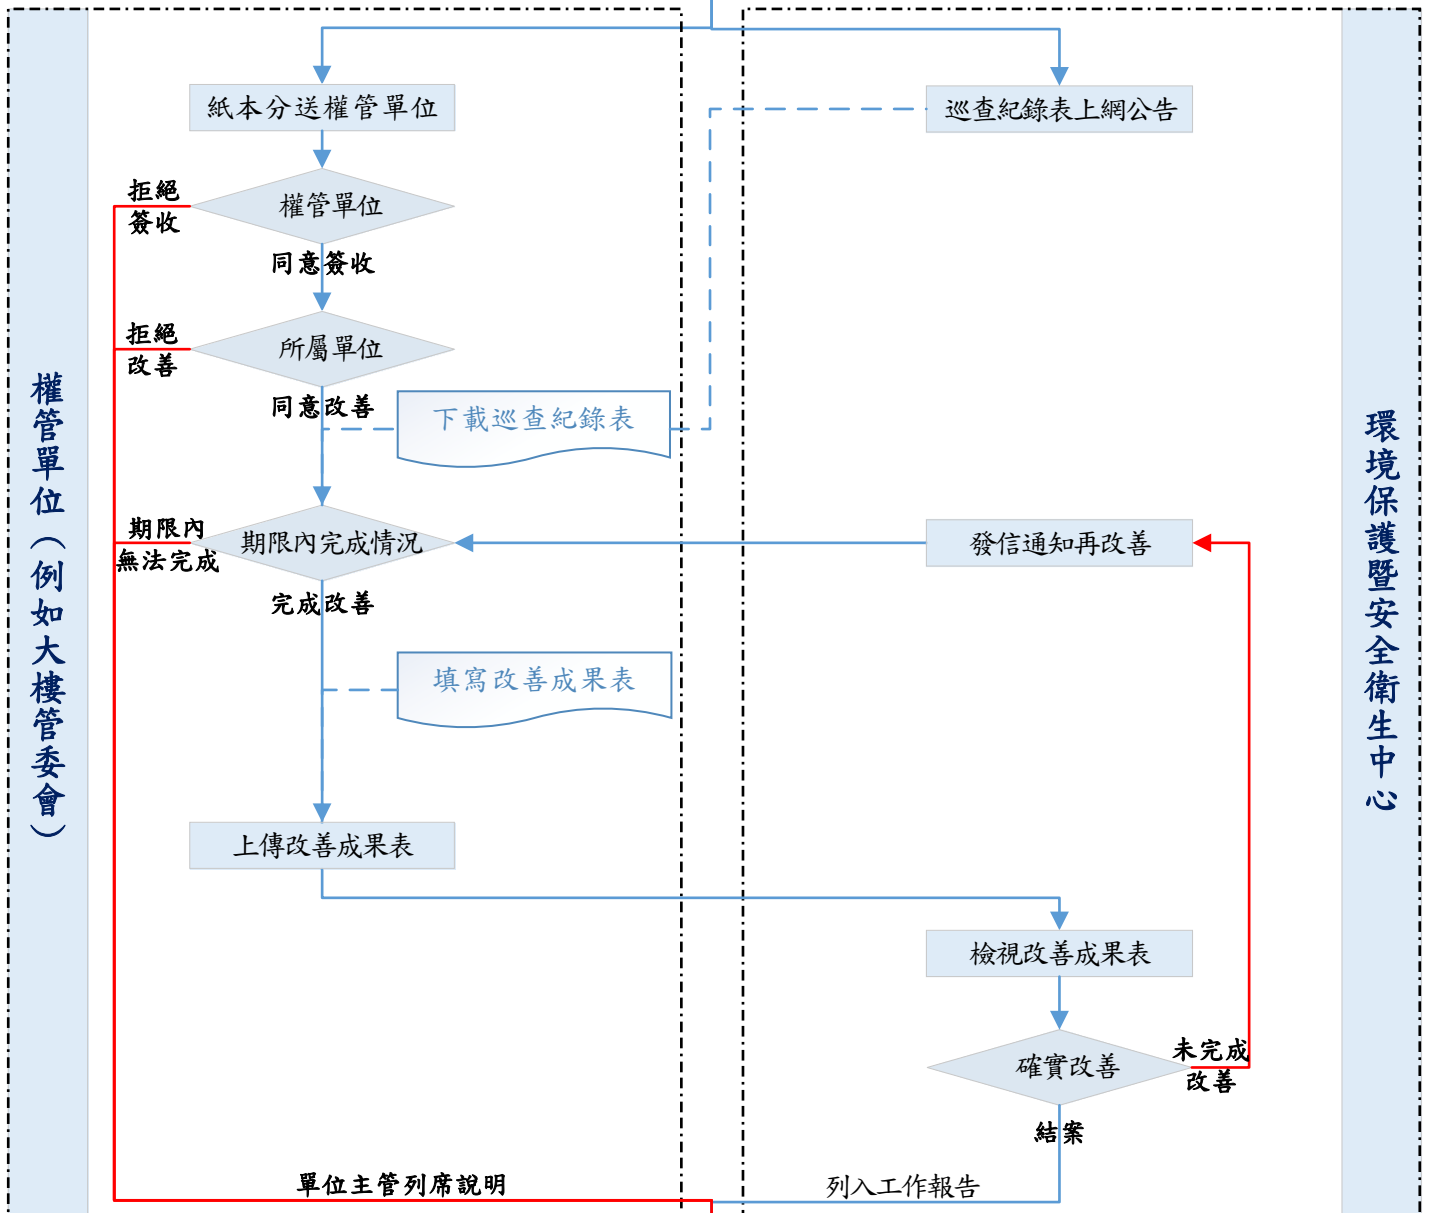 紙本分送權管單位
巡查紀錄表上網公告
拒絕
簽收
權管單位
同意簽收
拒絕
改善
所屬單位
同意改善
下載巡查紀錄表
權管單位（例如大樓管委會）
環境保護暨安全衛生中心
期限內
無法完成
期限內完成情況
發信通知再改善
完成改善
填寫改善成果表
上傳改善成果表
檢視改善成果表
確實改善
未完成
改善
結案
單位主管列席說明
列入工作報告